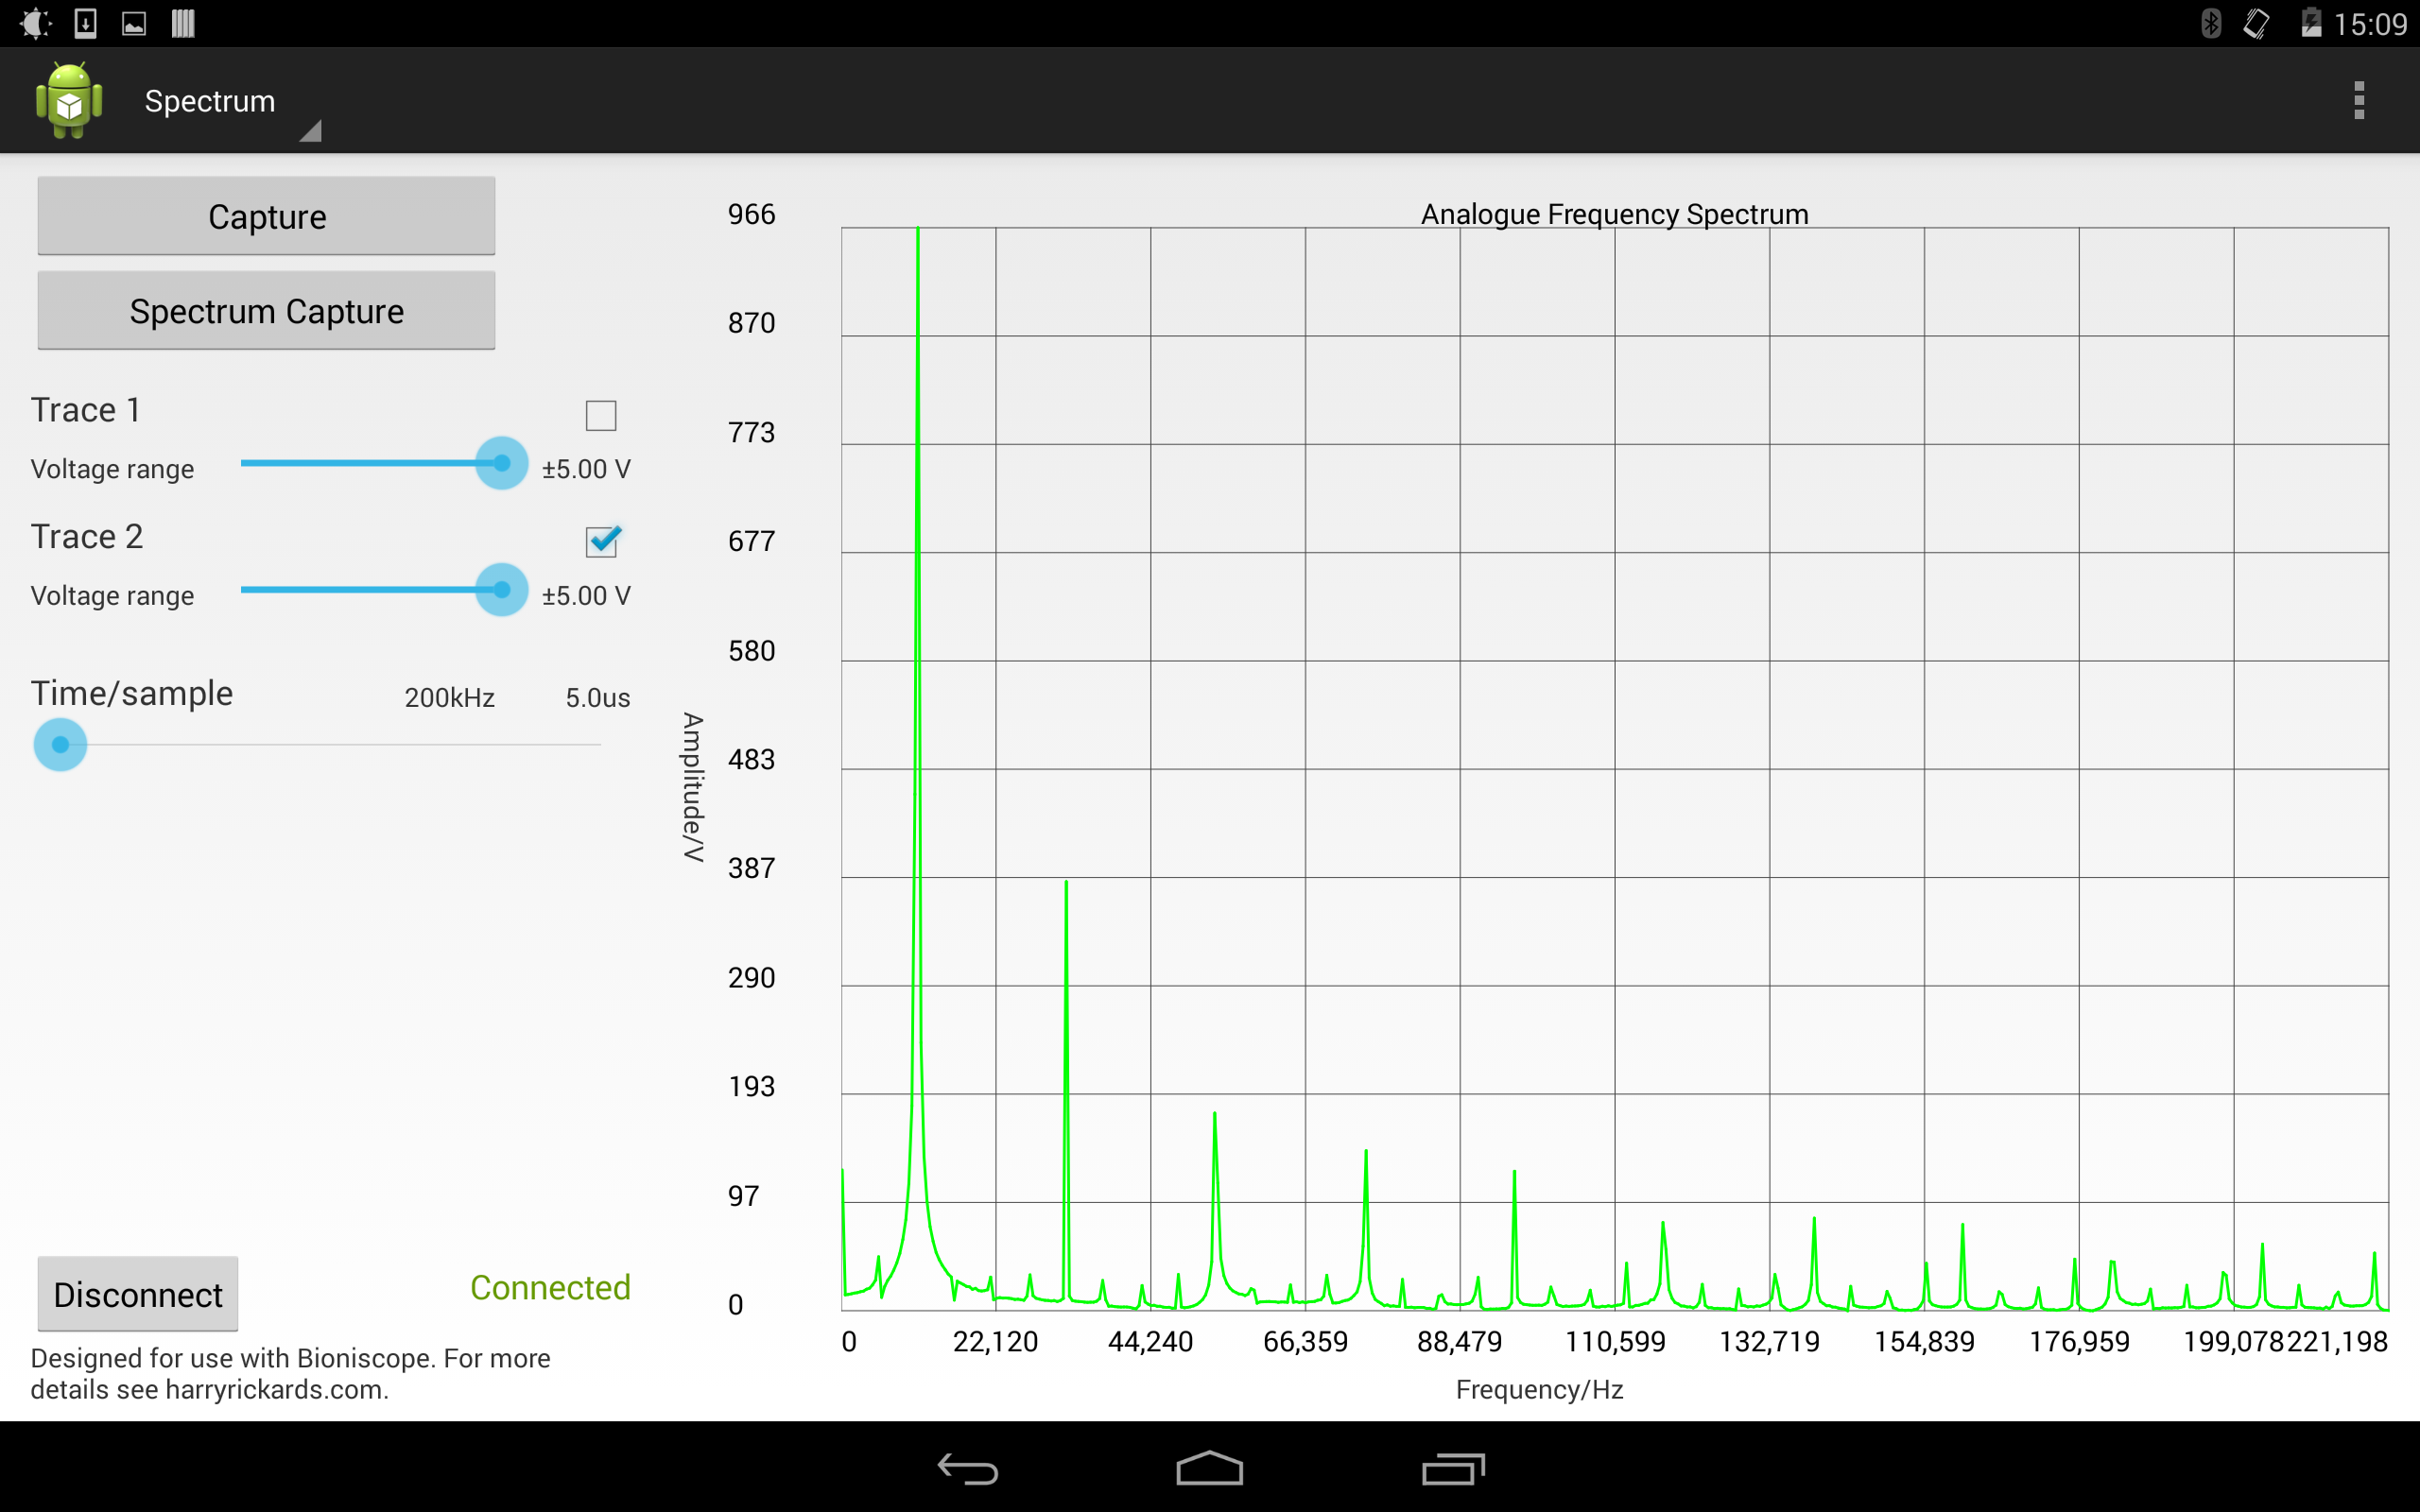 15:09
Spectrum
Capture
Spectrum Capture
Trace 1
Voltage range ±5.00 V
Trace 2
Voltage range ±5.00 V
Time/sample 200kHz 5.0us
Disconnect
Connected
Designed for use with Bioniscope. For more
details see harryrickards.com.
Analogue Frequency Spectrum
966
870
773
677
580
483
387
290
193
97
0
Amplitude/V
0 22,120 44,240 66,359 88,479 110,599 132,719 154,839 176,959 199,078 221,198
Frequency/Hz